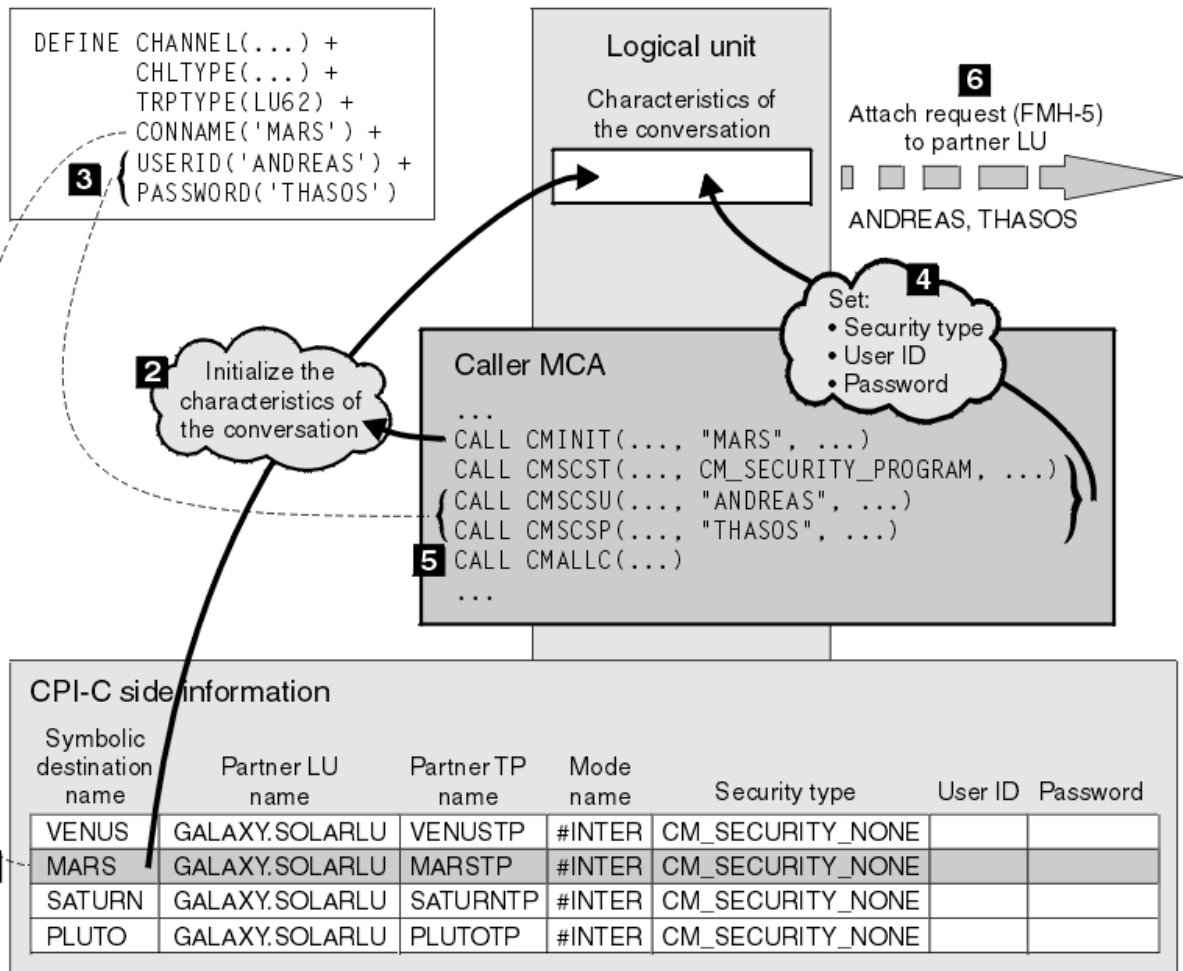 DEFINE CHANNEL(...) +
CHLTYPE(...) +
TRPTYPE(LU62) +
CONNAME('MARS') +
USERID('ANDREAS') +
PASSWORD('THASOS')
3
Logical unit
Characteristics of
the conversation
6
Attach request (FMH-5)
to partner LU
ANDREAS, THASOS
4
Set:
• Security type
• User ID
• Password
2
Initialize the
characteristics of
the conversation
Caller MCA
...
CALL CMINIT(..., "MARS", ...)
CALL CMSCST(..., CM_SECURITY_PROGRAM, ...)
CALL CMSCSU(..., "ANDREAS", ...)
CALL CMSCSP(..., "THASOS", ...)
5
CALL CMALLC(...)
...
CPI-C side information
Symbolic
destination
name
Partner LU
name
Partner TP
name
Mode
name
Security type
User ID
Password
VENUS GALAXY.SOLARLU VENUSTP #INTER CM_SECURITY_NONE
MARS GALAXY.SOLARLU MARSTP #INTER CM_SECURITY_NONE
SATURN GALAXY.SOLARLU SATURNTP #INTER CM_SECURITY_NONE
PLUTO GALAXY.SOLARLU PLUTOTP #INTER CM_SECURITY_NONE